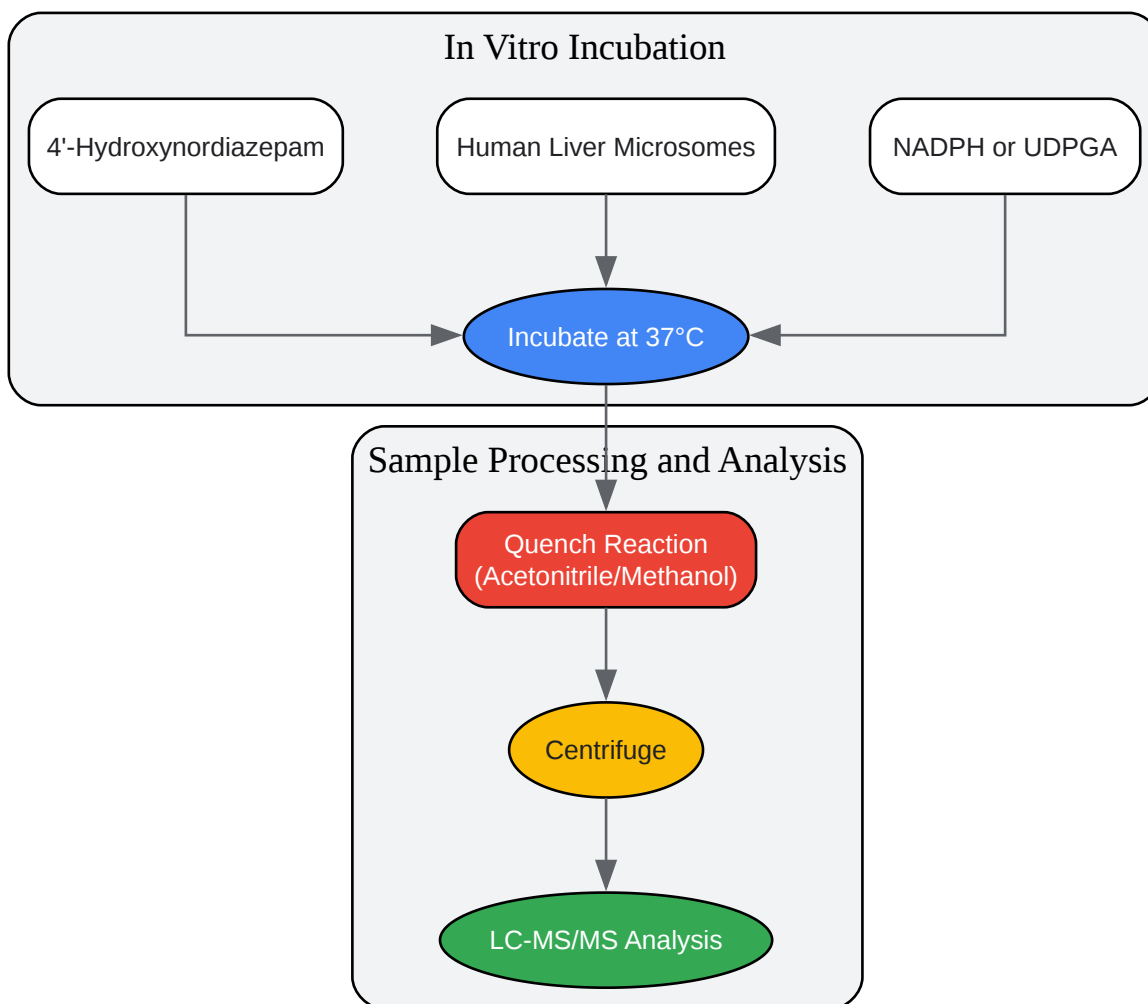 In Vitro Incubation
4'-Hydroxynordiazepam
Human Liver Microsomes
NADPH or UDPGA
Incubate at 37°C
Sample Processing and Analysis
Quench Reaction
(Acetonitrile/Methanol)
Centrifuge
LC-MS/MS Analysis